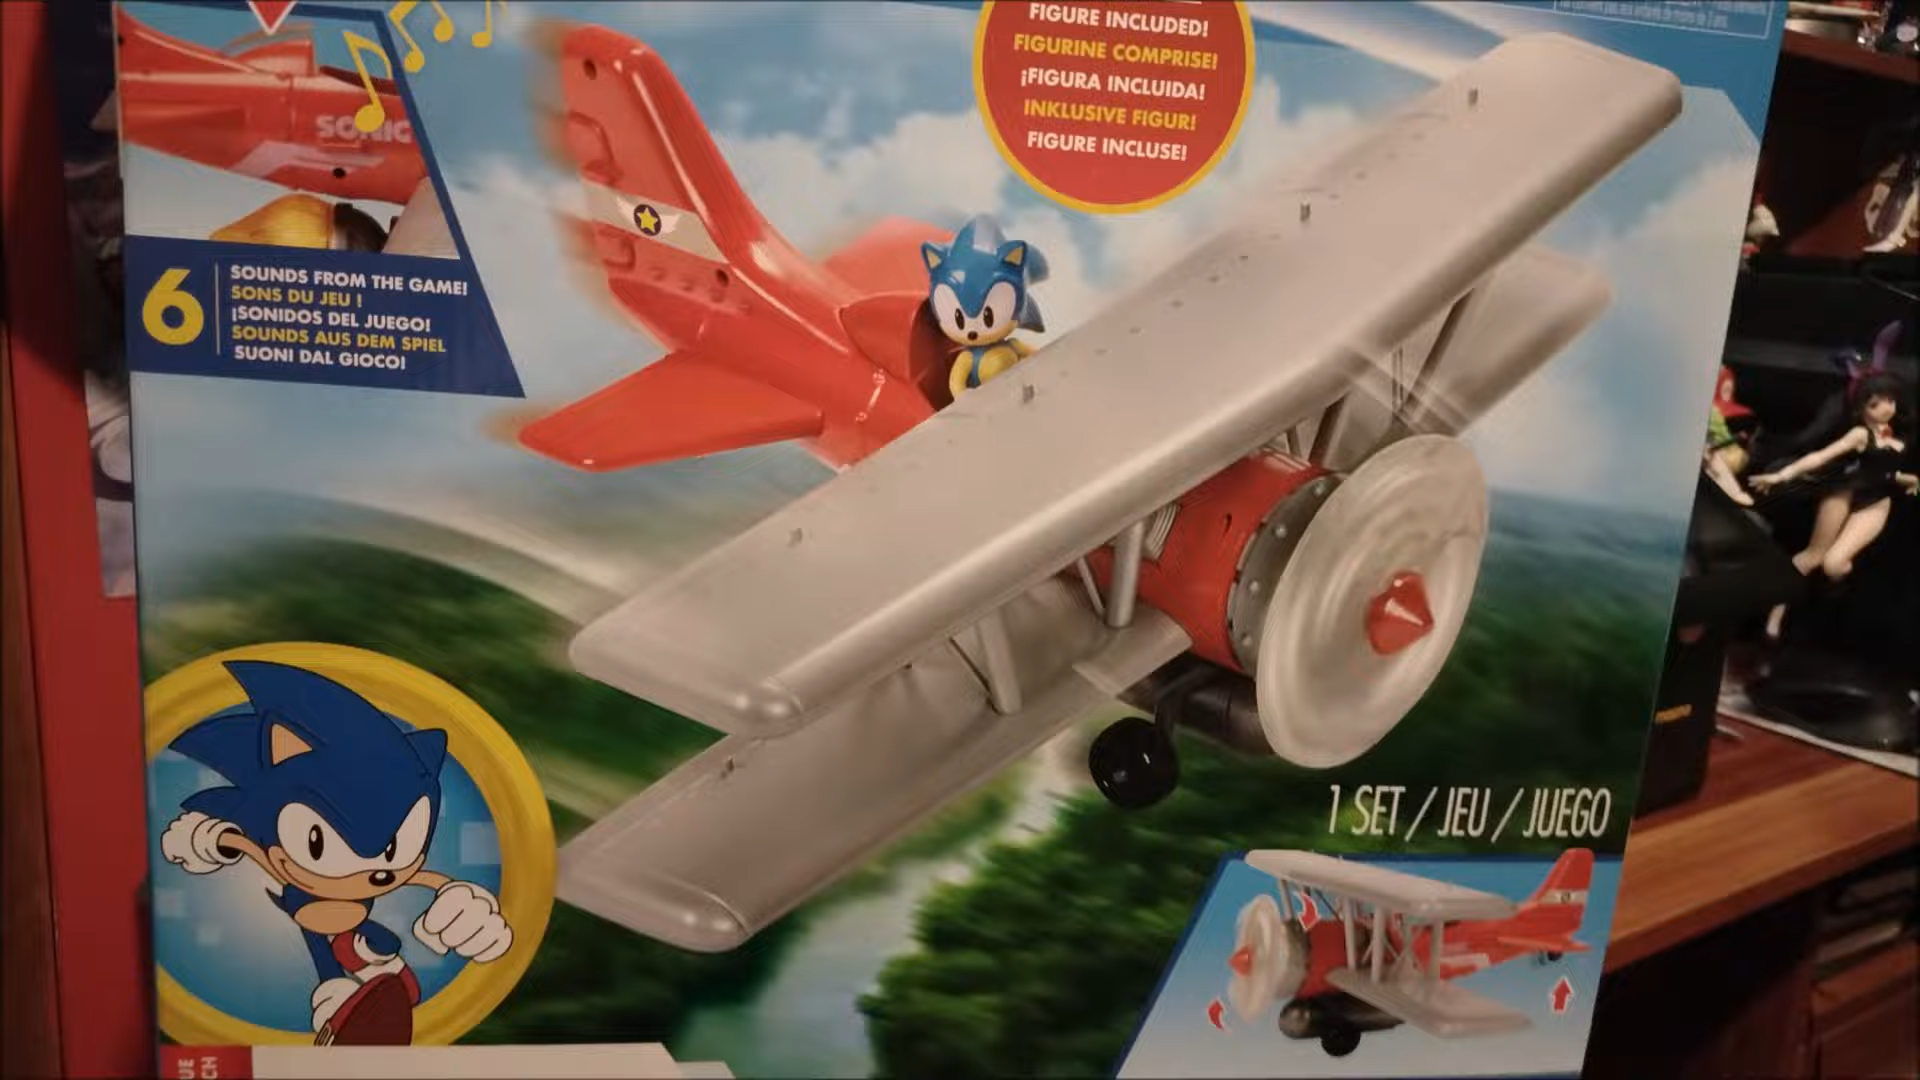 FIGURE INCLUDED!
FIGURINE COMPRISE!
¡FIGURA INCLUIDA!
INKLUSIVE FIGUR!
FIGURE INCLUSE!
SONIC
6
SOUNDS FROM THE GAME!
SONS DU JEU !
¡SONIDOS DEL JUEGO!
SOUNDS AUS DEM SPIEL
SUONI DAL GIOCO!
1 SET / JEU / JUEGO